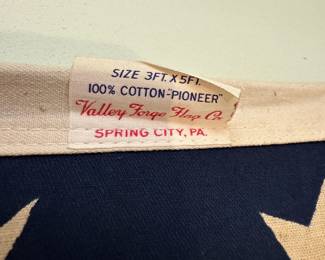 SIZE 3FT. X 5FT.
100% COTTON-"PIONEER"
Valley Forge Flag Co.
SPRING CITY, PA.